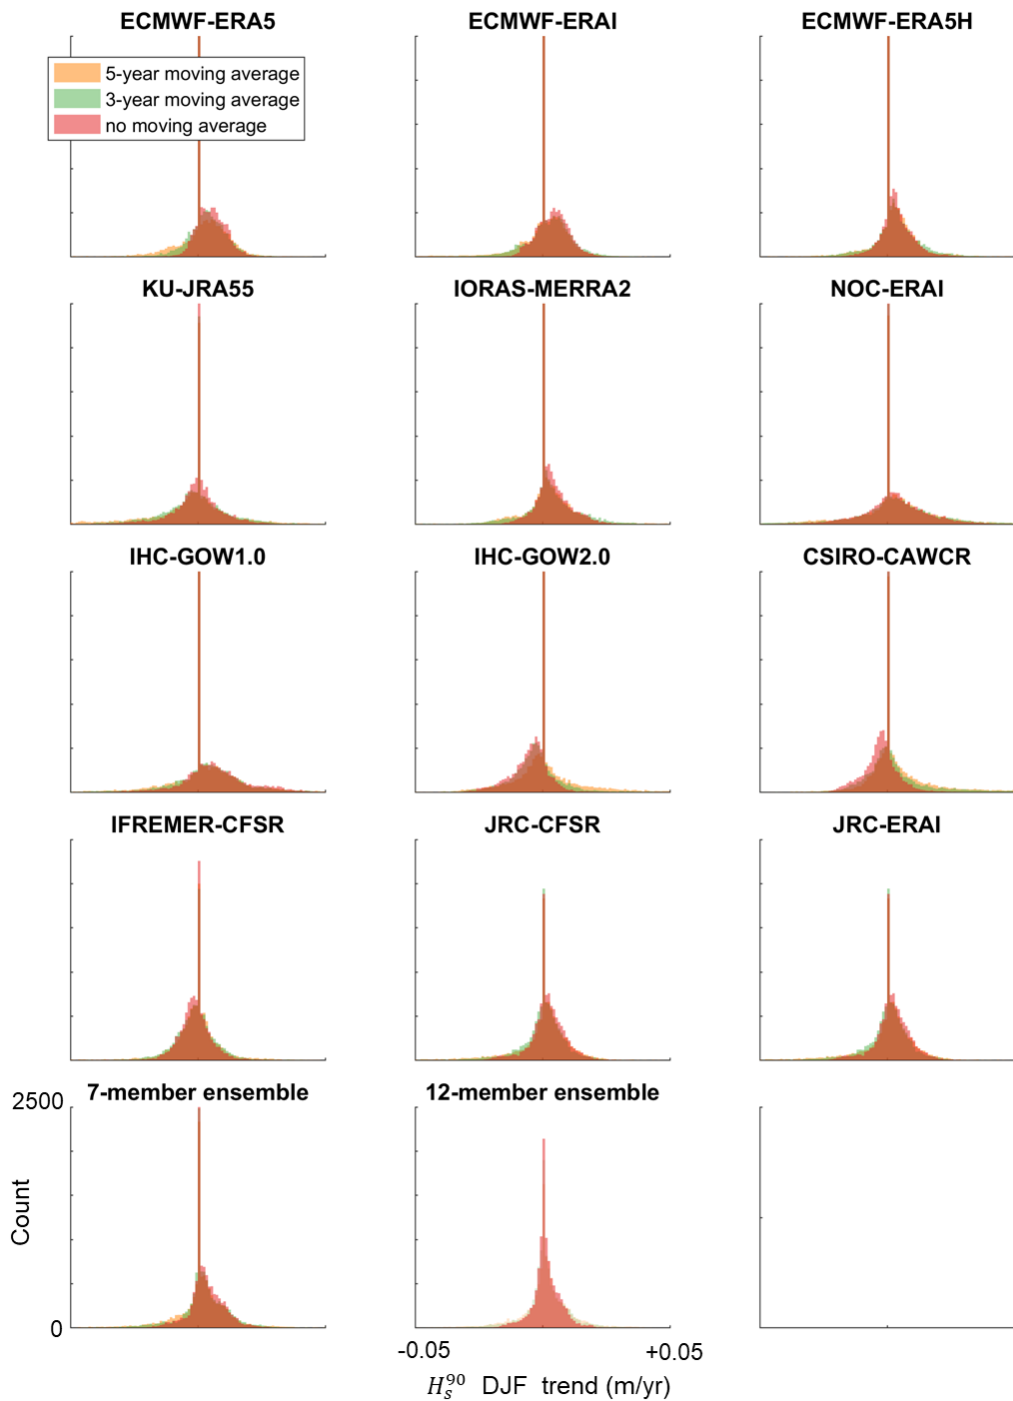 ECMWF-ERA5
ECMWF-ERAI
ECMWF-ERA5H
5-year moving average
3-year moving average
no moving average
KU-JRA55
IORAS-MERRA2
NOC-ERAI
IHC-GOW1.0
IHC-GOW2.0
CSIRO-CAWCR
IFREMER-CFSR
JRC-CFSR
JRC-ERAI
7-member ensemble
12-member ensemble
2500
Count
0
-0.05
+0.05
$H_s^{90}$ DJF trend (m/yr)